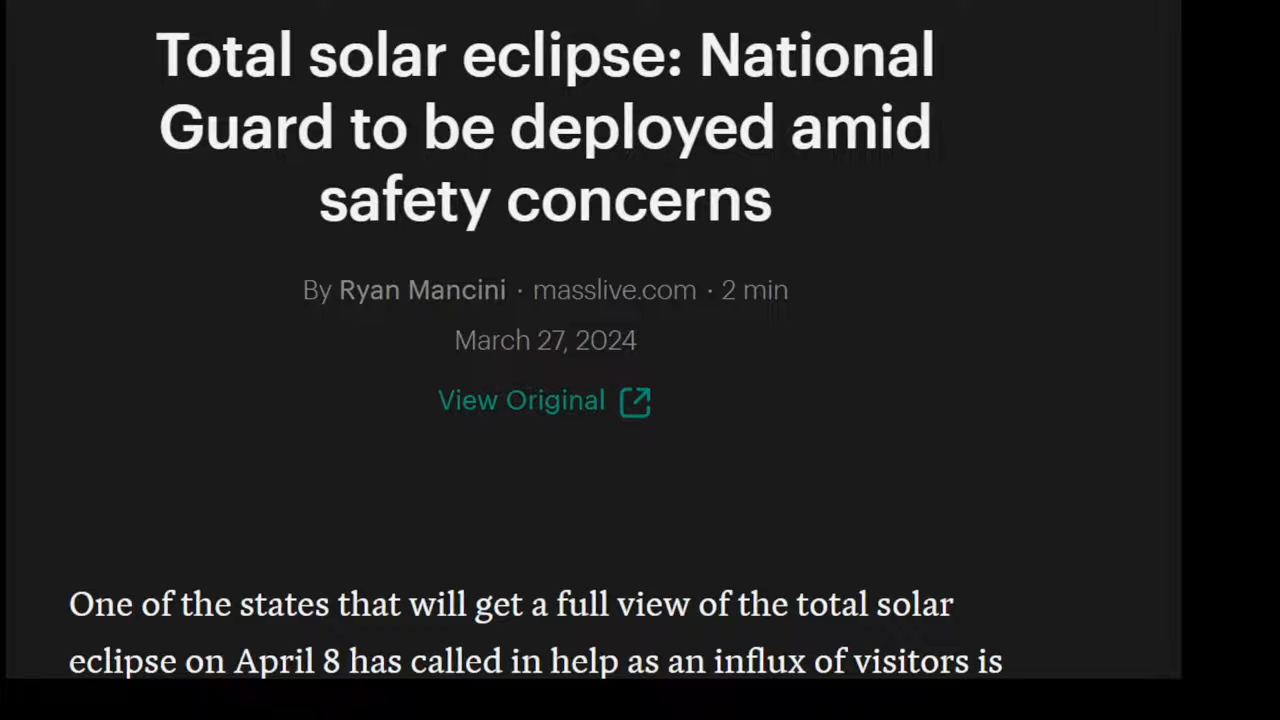 Total solar eclipse: National
Guard to be deployed amid
safety concerns
By Ryan Mancini · masslive.com · 2 min
March 27, 2024
View Original
One of the states that will get a full view of the total solar
eclipse on April 8 has called in help as an influx of visitors is